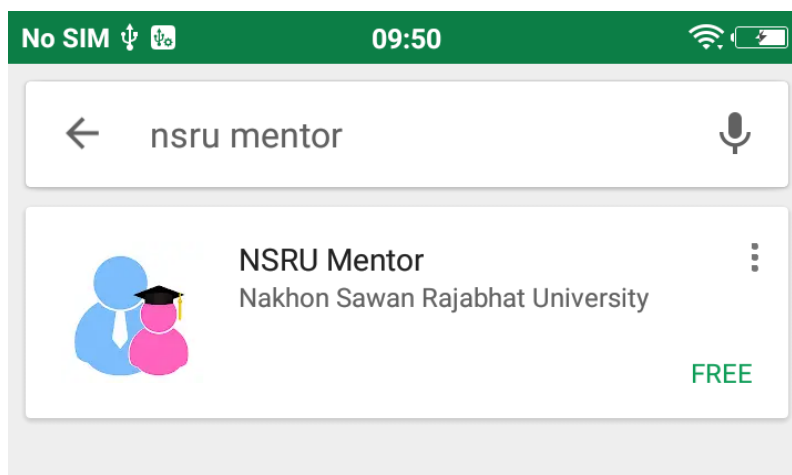 No SIM 09:50
nsru mentor
NSRU Mentor
Nakhon Sawan Rajabhat University
FREE